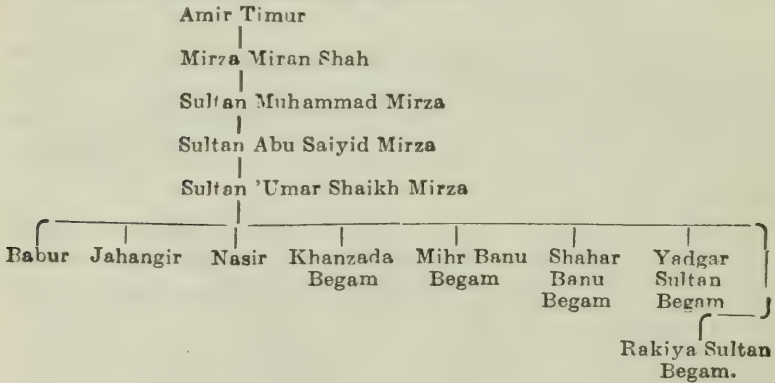 Amir Timur
Mirza Miran Shah
Sultan Muhammad Mirza
Sultan Abu Saiyid Mirza
Sultan 'Umar Shaikh Mirza
Babur Jahangir Nasir Khanzada Mihr Banu Shahar Yadgar
Begam Begam Banu Sultan
Begam Begam
Rakiya Sultan
Begam.